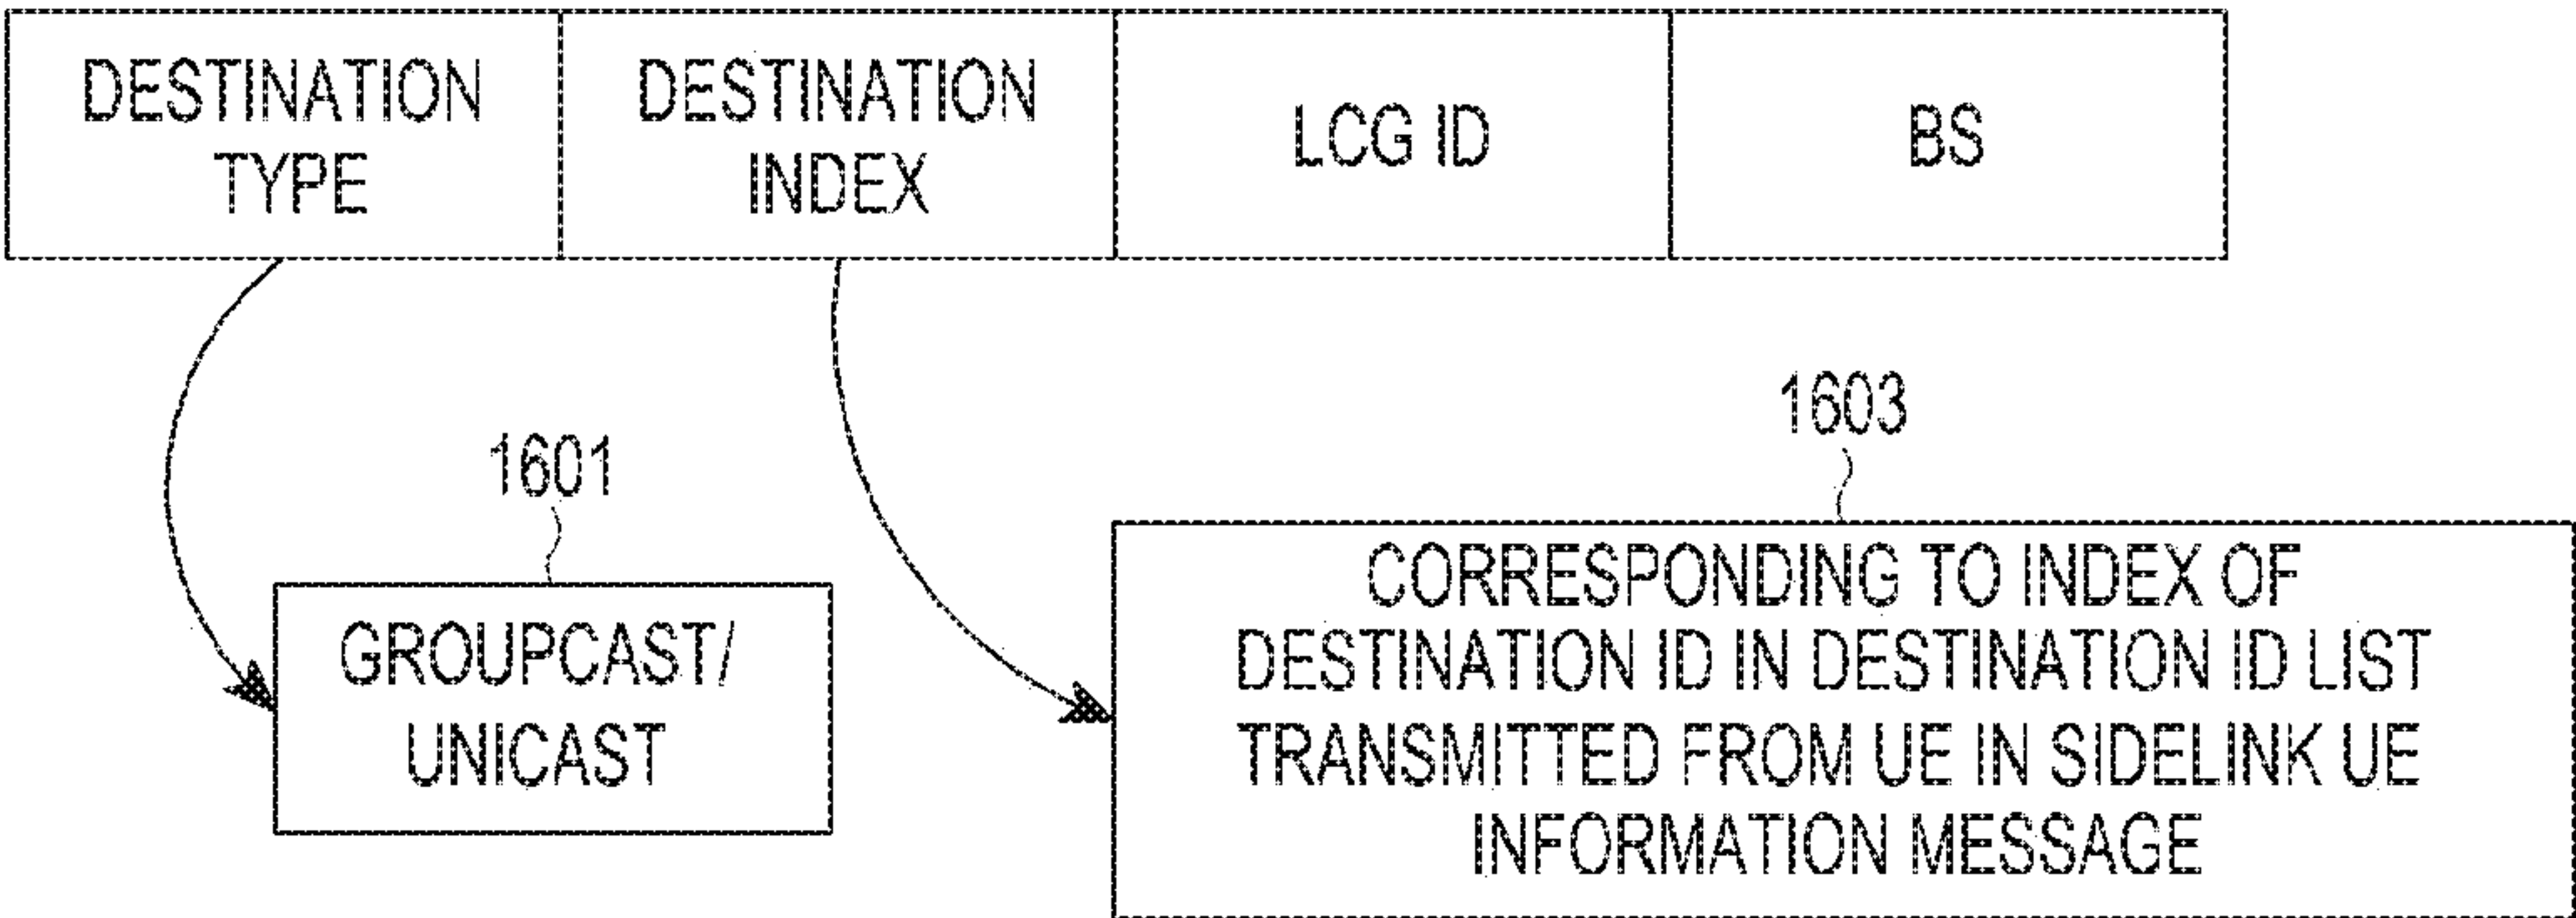 DESTINATION
TYPE
DESTINATION
INDEX
LCG ID
BS
1601
GROUPCAST/
UNICAST
1603
CORRESPONDING TO INDEX OF
DESTINATION ID IN DESTINATION ID LIST
TRANSMITTED FROM UE IN SIDELINK UE
INFORMATION MESSAGE